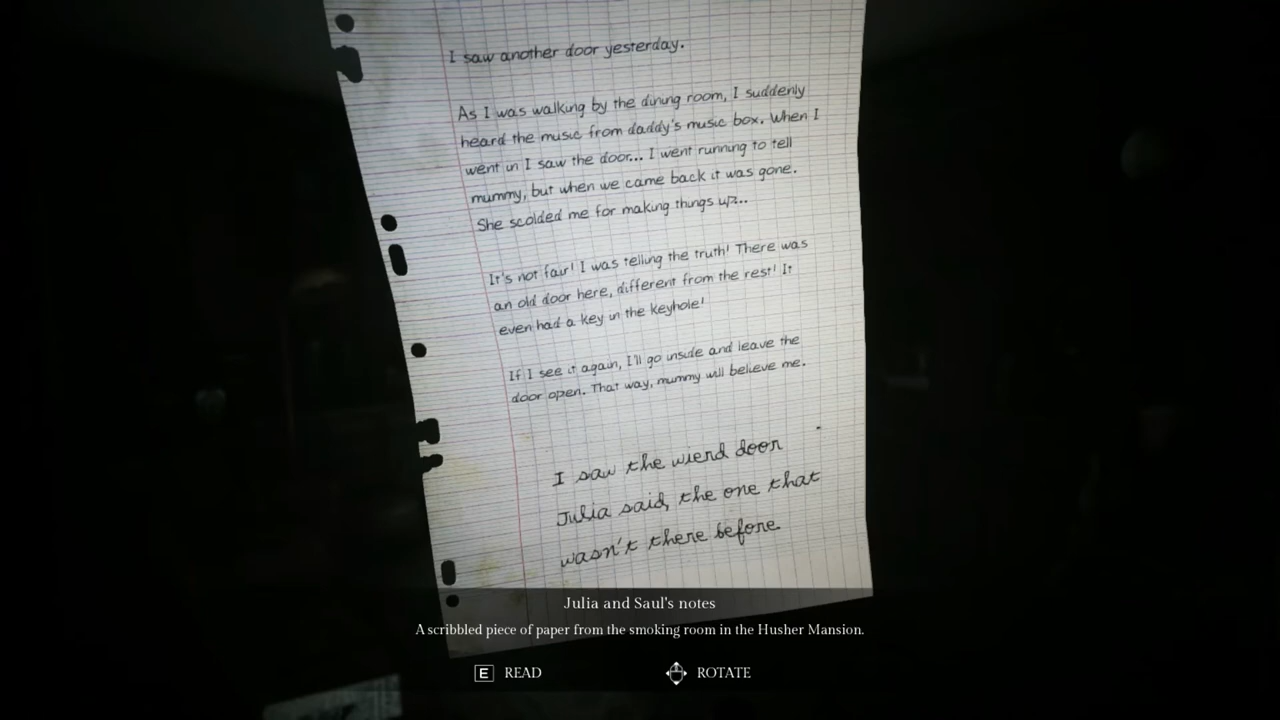 I saw another door yesterday.
As I was walking by the dining room, I suddenly
heard the music from daddy's music box. When I
went in I saw the door... I went running to tell
mummy, but when we came back it was gone.
She scolded me for making things up...
It's not fair! I was telling the truth! There was
an old door here, different from the rest! It
even had a key in the keyhole!
If I see it again, I'll go inside and leave the
door open. That way, mummy will believe me.
I saw the wierd door
Julia said, the one that
wasn't there before
Julia and Saul's notes
A scribbled piece of paper from the smoking room in the Husher Mansion.
E READ ROTATE